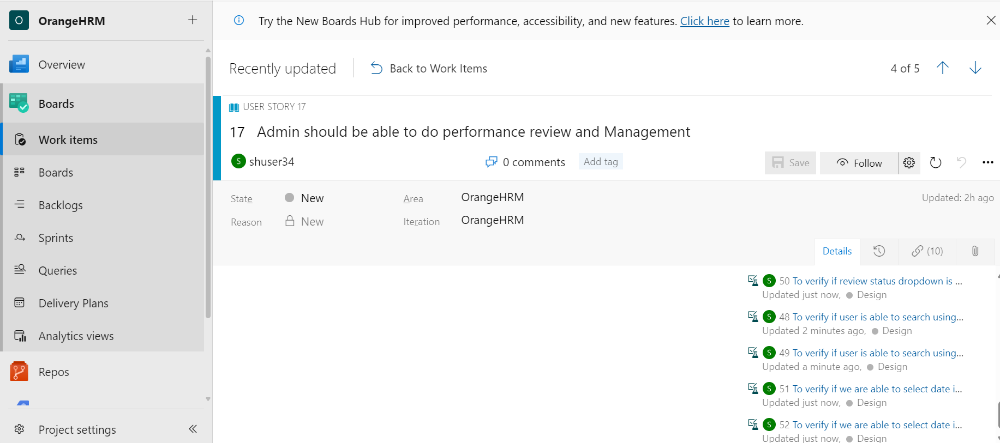 O OrangeHRM
Overview
Boards
Work items
Boards
Backlogs
Sprints
Queries
Delivery Plans
Analytics views
Repos
Project settings
Try the New Boards Hub for improved performance, accessibility, and new features. Click here to learn more.
Recently updated
Back to Work Items
4 of 5
USER STORY 17
17 Admin should be able to do performance review and Management
S shuser34
0 comments
Add tag
Save
Follow
State
New
Area
OrangeHRM
Updated: 2h ago
Reason
New
Iteration
OrangeHRM
Details
(10)
S 50 To verify if review status dropdown is ...
Updated just now, Design
S 48 To verify if user is able to search using...
Updated 2 minutes ago, Design
S 49 To verify if user is able to search using...
Updated a minute ago, Design
S 51 To verify if we are able to select date i...
Updated just now, Design
S 52 To verify if we are able to select date i...
Updated just now, Design